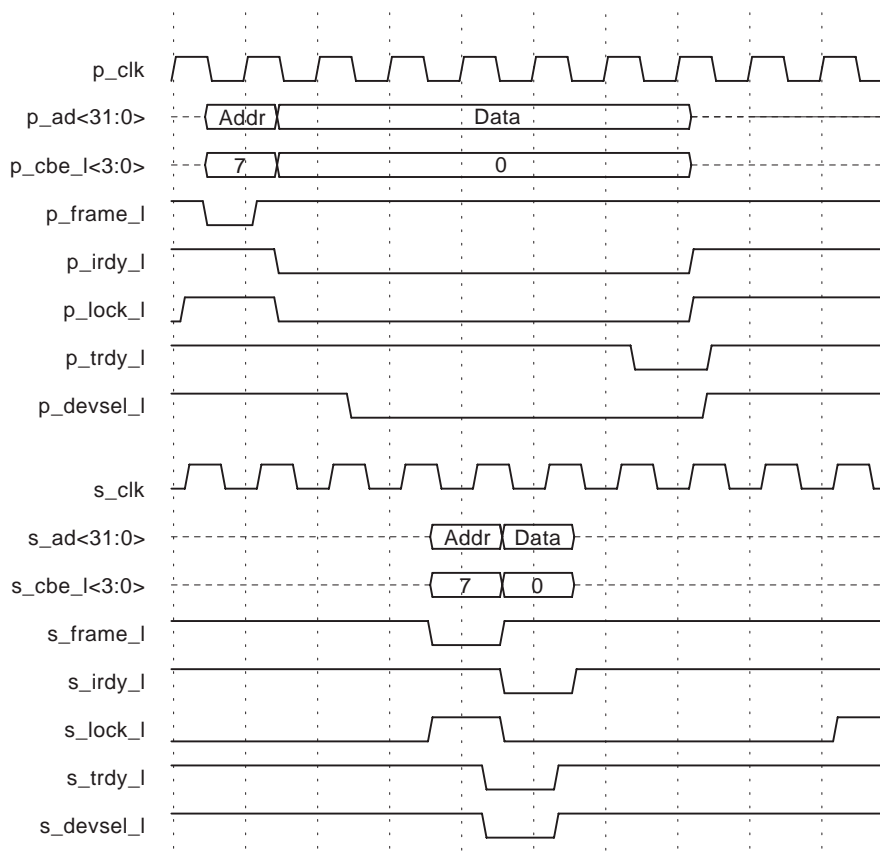 p_clk
p_ad<31:0> Addr Data
p_cbe_l<3:0> 7 0
p_frame_l
p_irdy_l
p_lock_l
p_trdy_l
p_devsel_l
s_clk
s_ad<31:0> Addr Data
s_cbe_l<3:0> 7 0
s_frame_l
s_irdy_l
s_lock_l
s_trdy_l
s_devsel_l